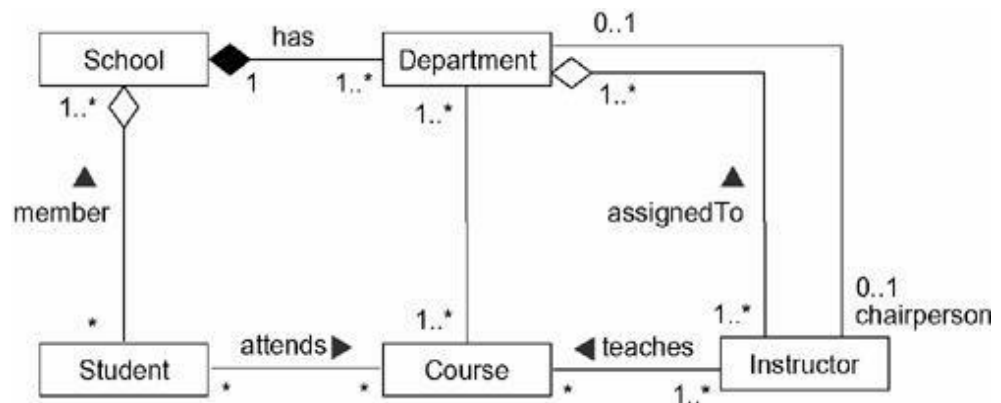 0..1
has
School
Department
1
1..*
1..*
1..*
1..*
member
assignedTo
0..1
chairperson
*
1..*
1..*
attends
teaches
Student
Course
Instructor
*
*
*
1..*